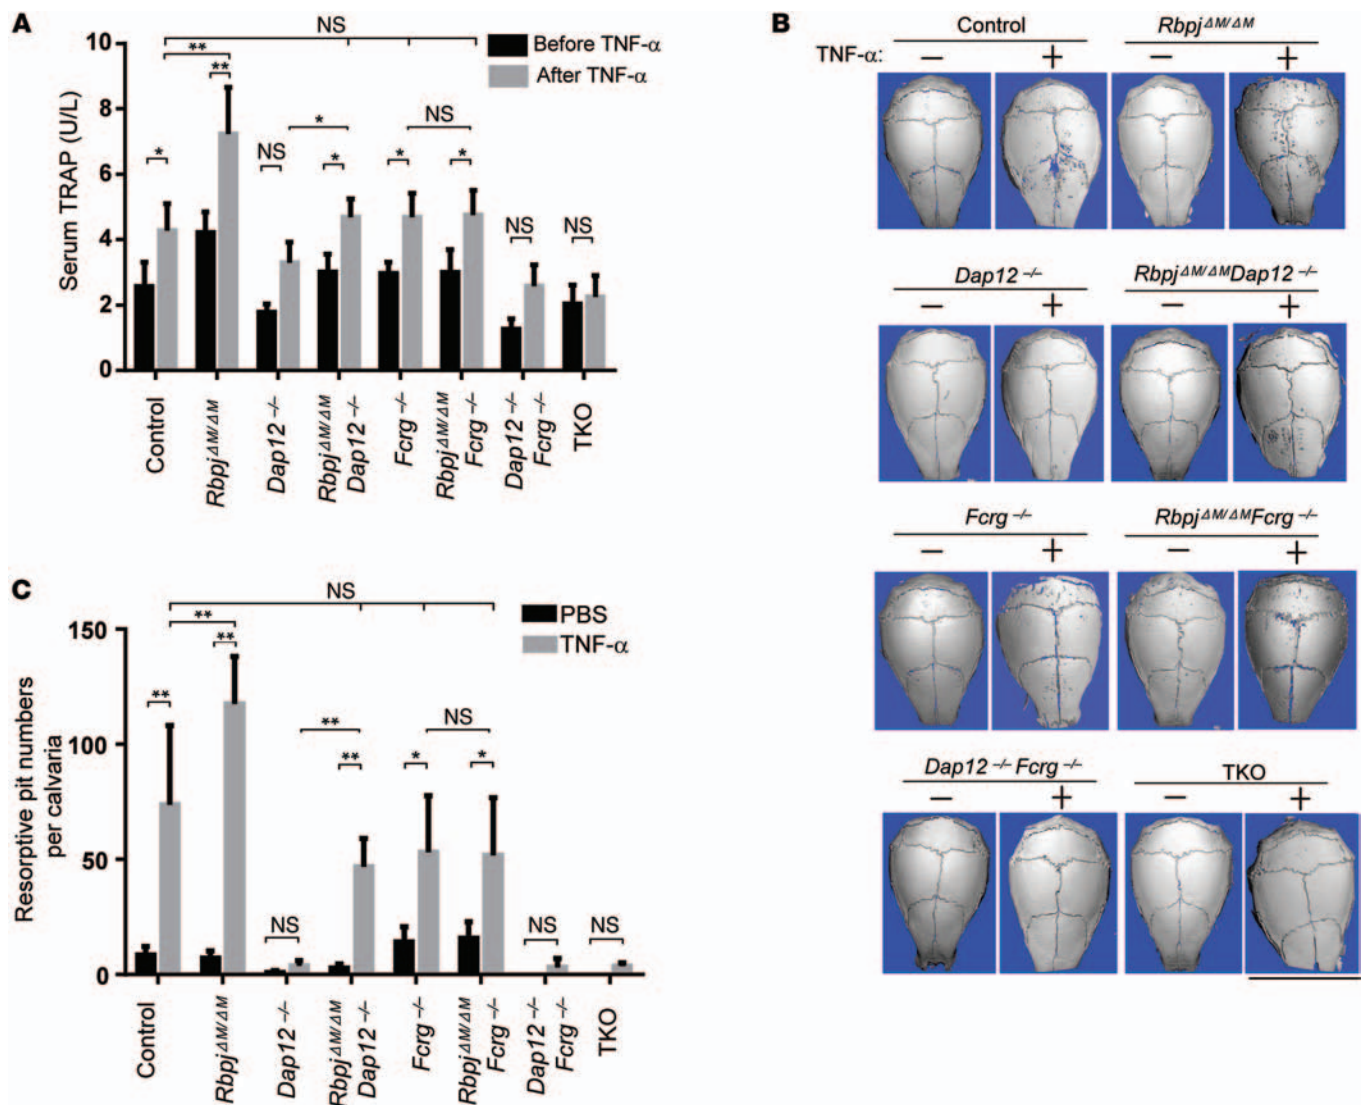 A
NS
**
**
*
NS
*
*
*
NS
*
NS
NS
Before TNF-α
After TNF-α
Serum TRAP (U/L)
10
8
6
4
2
0
Control
Rbpj ΔM/ΔM
Dap12 –/–
Rbpj ΔM/ΔM
Dap12 –/–
Fcrg –/–
Rbpj ΔM/ΔM
Fcrg –/–
Dap12 –/–
Fcrg –/–
TKO
B
Control
Rbpj ΔM/ΔM
TNF-α: – + – +
Dap12 –/–
Rbpj ΔM/ΔM Dap12 –/–
– + – +
Fcrg –/–
Rbpj ΔM/ΔM Fcrg –/–
– + – +
Dap12 –/– Fcrg –/–
TKO
– + – +
C
NS
**
**
**
NS
**
**
*
NS
*
NS
NS
PBS
TNF-α
Resorptive pit numbers
per calvaria
150
100
50
0
Control
Rbpj ΔM/ΔM
Dap12 –/–
Rbpj ΔM/ΔM
Dap12 –/–
Fcrg –/–
Rbpj ΔM/ΔM
Fcrg –/–
Dap12 –/–
Fcrg –/–
TKO